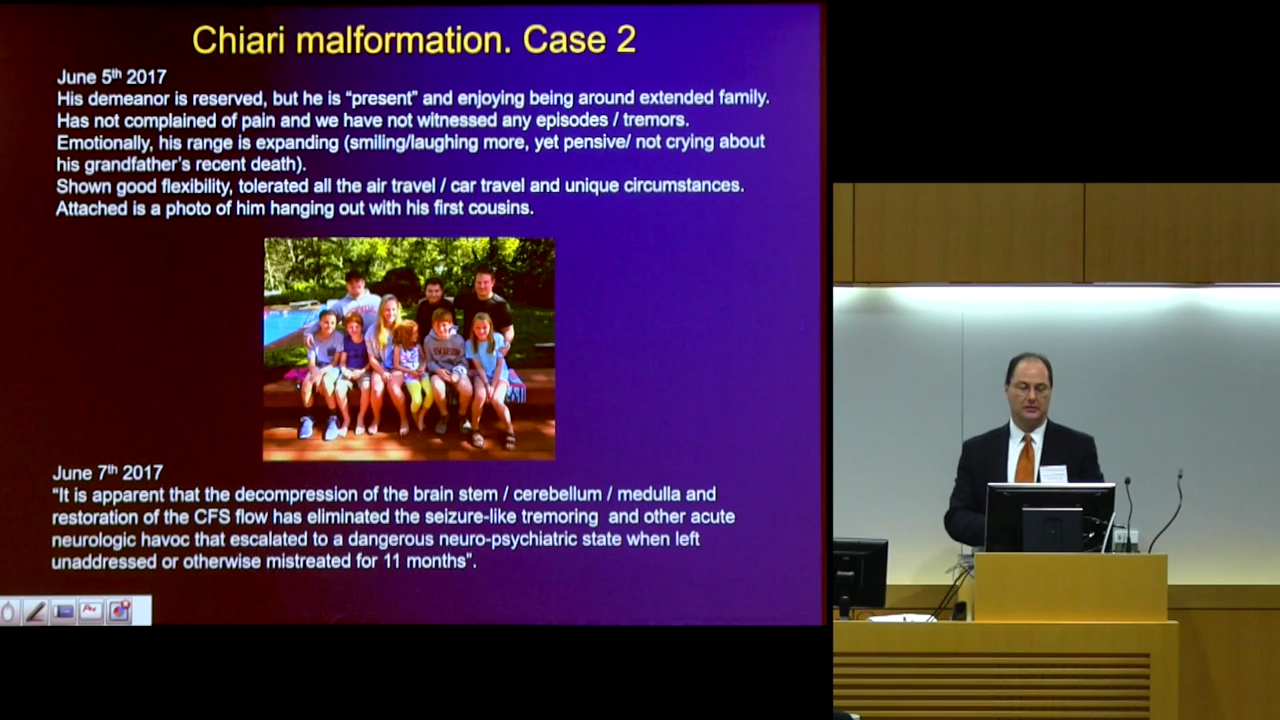 Chiari malformation. Case 2
June 5th 2017
His demeanor is reserved, but he is “present” and enjoying being around extended family.
Has not complained of pain and we have not witnessed any episodes / tremors.
Emotionally, his range is expanding (smiling/laughing more, yet pensive/ not crying about
his grandfather’s recent death).
Shown good flexibility, tolerated all the air travel / car travel and unique circumstances.
Attached is a photo of him hanging out with his first cousins.
June 7th 2017
“It is apparent that the decompression of the brain stem / cerebellum / medulla and
restoration of the CFS flow has eliminated the seizure-like tremoring and other acute
neurologic havoc that escalated to a dangerous neuro-psychiatric state when left
unaddressed or otherwise mistreated for 11 months”.